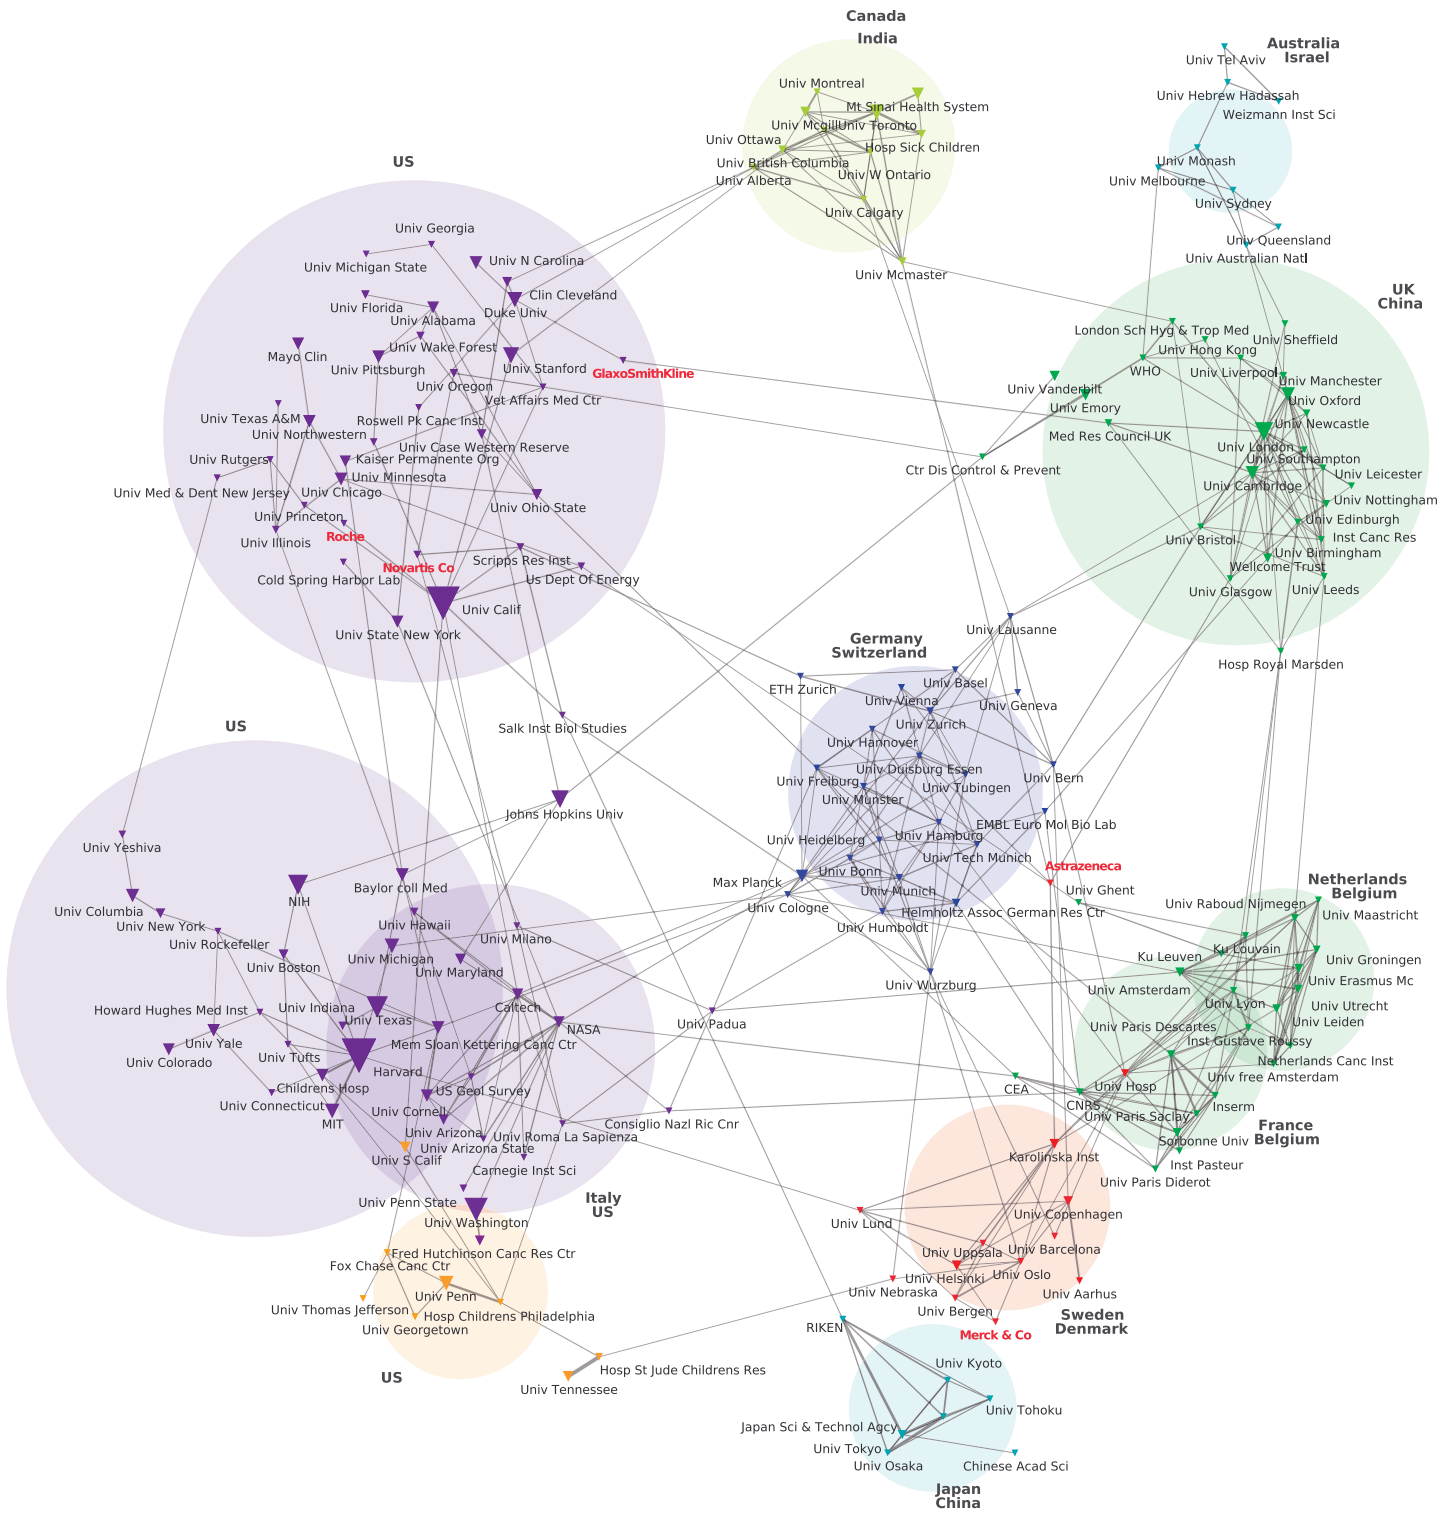 Canada
India
Univ Montreal
Mt Sinai Health System
Univ Mcgill
Univ Toronto
Univ Ottawa
Hosp Sick Children
Univ British Columbia
Univ W Ontario
Univ Alberta
Univ Calgary
Univ Mcmaster
Australia
Israel
Univ Tel Aviv
Univ Hebrew Hadassah
Weizmann Inst Sci
Univ Monash
Univ Melbourne
Univ Sydney
Univ Queensland
Univ Australian Natl
US
Univ Georgia
Univ Michigan State
Univ N Carolina
Clin Cleveland
Duke Univ
Univ Florida
Univ Alabama
Univ Wake Forest
Mayo Clin
Univ Pittsburgh
Univ Stanford
Univ Oregon
Vet Affairs Med Ctr
GlaxoSmithKline
Univ Texas A&M
Roswell Pk Canc Inst
Univ Northwestern
Univ Case Western Reserve
Univ Rutgers
Kaiser Permanente Org
Univ Minnesota
Univ Med & Dent New Jersey
Univ Chicago
Univ Ohio State
Univ Princeton
Univ Illinois
Roche
Novartis Co
Scripps Res Inst
Cold Spring Harbor Lab
Us Dept Of Energy
Univ Calif
Univ State New York
UK
China
London Sch Hyg & Trop Med
Univ Sheffield
Univ Hong Kong
WHO
Univ Liverpool
Univ Manchester
Univ Vanderbilt
Univ Oxford
Univ Emory
Univ Newcastle
Med Res Council UK
Univ London
Univ Southampton
Ctr Dis Control & Prevent
Univ Leicester
Univ Cambridge
Univ Nottingham
Univ Edinburgh
Univ Bristol
Inst Canc Res
Univ Birmingham
Wellcome Trust
Univ Glasgow
Univ Leeds
Hosp Royal Marsden
Germany
Switzerland
Univ Lausanne
ETH Zurich
Univ Basel
Univ Vienna
Univ Geneva
Univ Zurich
Univ Hannover
Univ Duisburg Essen
Univ Bern
Univ Freiburg
Univ Tubingen
Univ Munster
EMBL Euro Mol Bio Lab
Univ Heidelberg
Univ Hamburg
Univ Tech Munich
Univ Bonn
Max Planck
Univ Munich
Univ Cologne
Helmholtz Assoc German Res Ctr
Univ Humboldt
Univ Wurzburg
Astrazeneca
Univ Ghent
US
Salk Inst Biol Studies
Johns Hopkins Univ
Univ Yeshiva
Baylor coll Med
NIH
Univ Columbia
Univ New York
Univ Hawaii
Univ Milano
Univ Rockefeller
Univ Michigan
Univ Boston
Univ Maryland
Howard Hughes Med Inst
Univ Indiana
Caltech
Univ Texas
NASA
Univ Padua
Univ Yale
Mem Sloan Kettering Canc Ctr
Univ Tufts
Univ Colorado
Harvard
Childrens Hosp
US Geol Survey
Univ Connecticut
Univ Cornell
MIT
Univ Arizona
Univ Roma La Sapienza
Consiglio Nazl Ric Cnr
Univ Arizona State
Univ S Calif
Carnegie Inst Sci
Univ Penn State
Italy
US
Univ Washington
Fred Hutchinson Canc Res Ctr
Fox Chase Canc Ctr
Univ Penn
Univ Thomas Jefferson
Hosp Childrens Philadelphia
Univ Georgetown
US
Hosp St Jude Childrens Res
Univ Tennessee
Netherlands
Belgium
Univ Raboud Nijmegen
Univ Maastricht
Ku Louvain
Ku Leuven
Univ Groningen
Univ Erasmus Mc
Univ Amsterdam
Univ Lyon
Univ Utrecht
Univ Leiden
Univ Paris Descartes
Inst Gustave Roussy
Netherlands Canc Inst
Univ free Amsterdam
CEA
Univ Hosp
CNRS
Inserm
Univ Paris Saclay
France
Belgium
Sorbonne Univ
Inst Pasteur
Univ Paris Diderot
Karolinska Inst
Univ Lund
Univ Copenhagen
Univ Uppsala
Univ Barcelona
Univ Helsinki
Univ Oslo
Univ Nebraska
Univ Aarhus
Univ Bergen
Sweden
Denmark
Merck & Co
RIKEN
Univ Kyoto
Univ Tohoku
Japan Sci & Technol Agcy
Univ Tokyo
Univ Osaka
Chinese Acad Sci
Japan
China